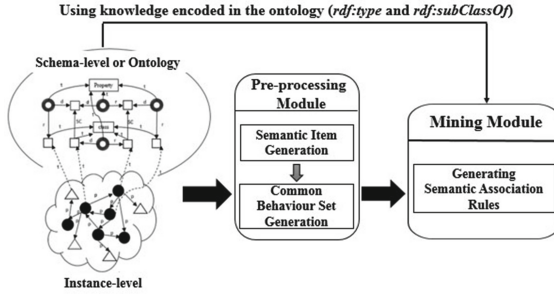 Using knowledge encoded in the ontology (rdf:type and rdf:subClassOf)
Schema-level or Ontology
Property
class
Instance-level
Pre-processing
Module
Semantic Item
Generation
Common
Behaviour Set
Generation
Mining Module
Generating
Semantic Association
Rules